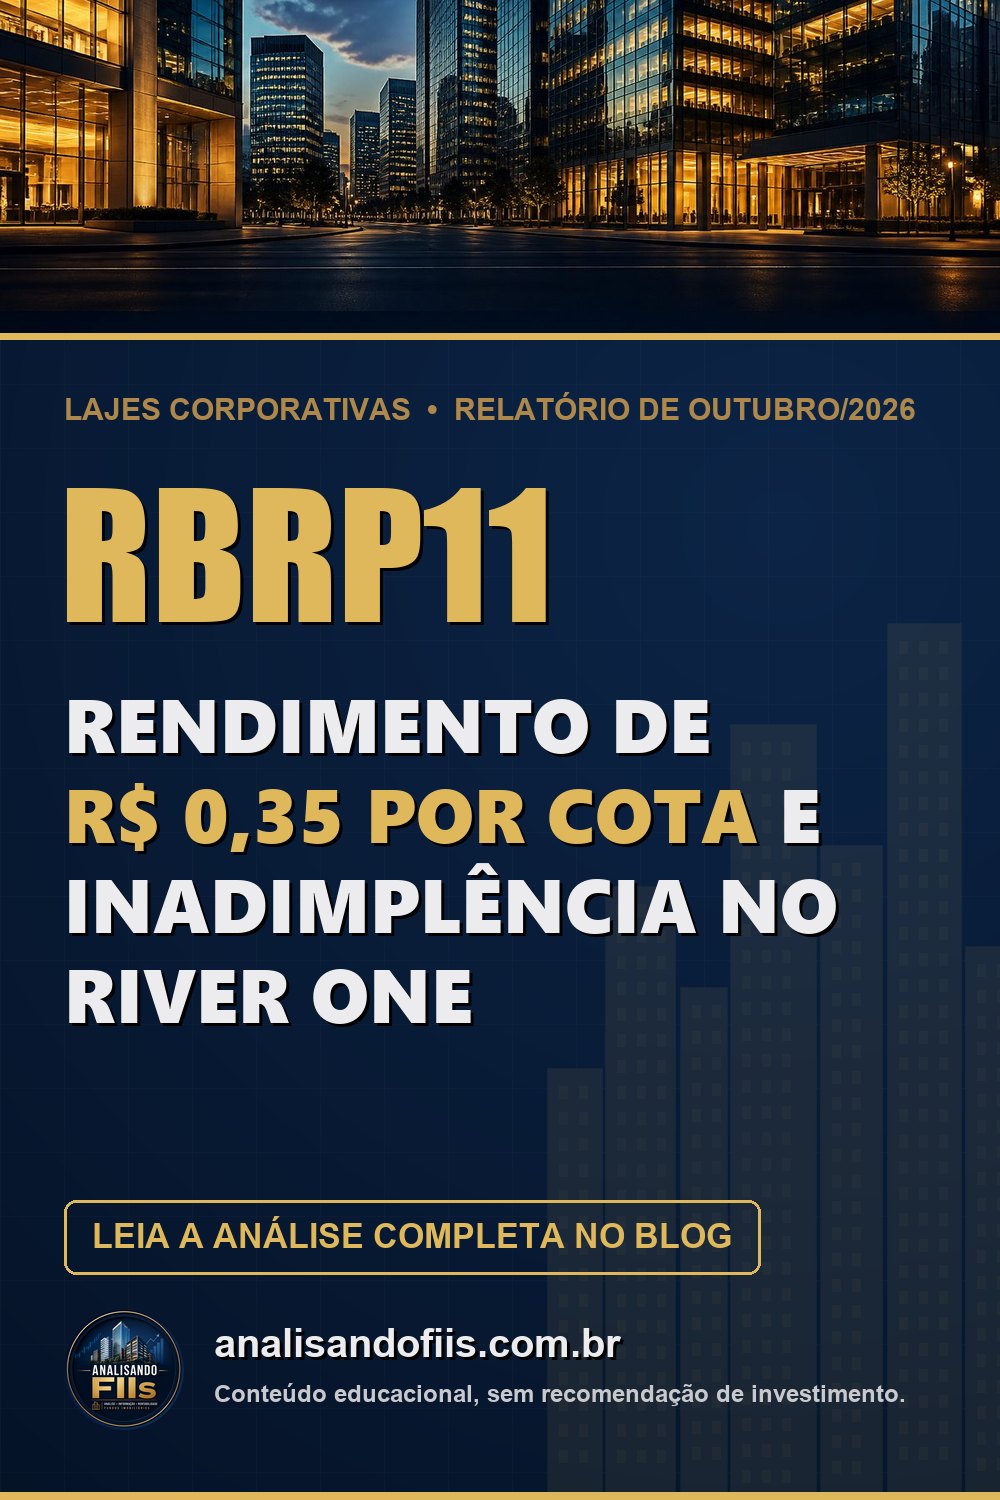 LAJES CORPORATIVAS • RELATÓRIO DE OUTUBRO/2026
RBRP11
RENDIMENTO DE
R$ 0,35 POR COTA E
INADIMPLÊNCIA NO
RIVER ONE
LEIA A ANÁLISE COMPLETA NO BLOG
ANALISANDO
FIIs
analisandofiis.com.br
Conteúdo educacional, sem recomendação de investimento.